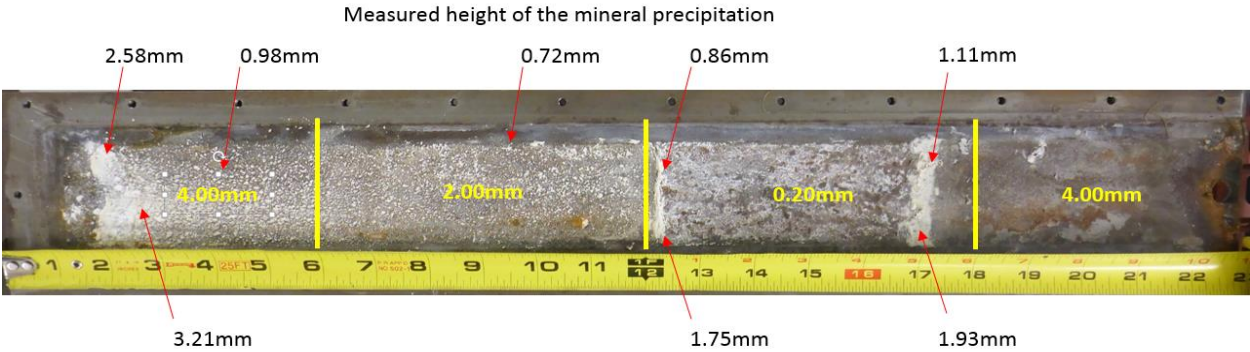 Measured height of the mineral precipitation
2.58mm 0.98mm 0.72mm 0.86mm 1.11mm
4.00mm 2.00mm 0.20mm 4.00mm
1 2 3 4 25FT 5 6 7 8 9 10 11 12 13 14 15 16 17 18 19 20 21 22
3.21mm 1.75mm 1.93mm